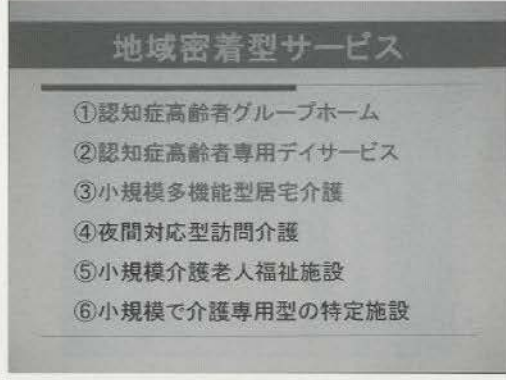 地域密着型サービス
①認知症高齢者グループホーム
②認知症高齢者専用デイサービス
③小規模多機能型居宅介護
④夜間対応型訪問介護
⑤小規模介護老人福祉施設
⑥小規模で介護専用型の特定施設